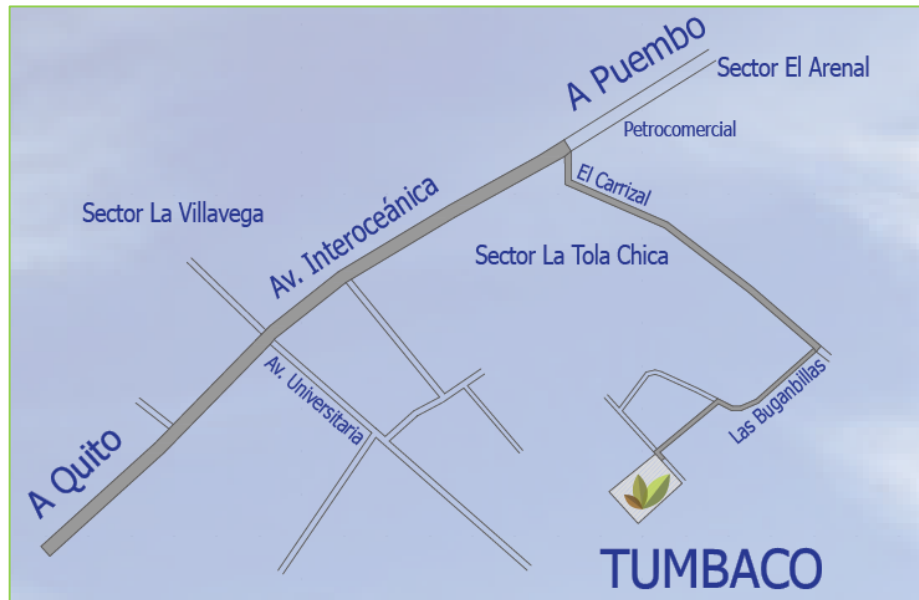 A Puembo
Sector El Arenal
Petrocomercial
El Carrizal
Sector La Villavega
Av. Interoceánica
Sector La Tola Chica
Av. Universitaria
Las Buganbillas
A Quito
TUMBACO